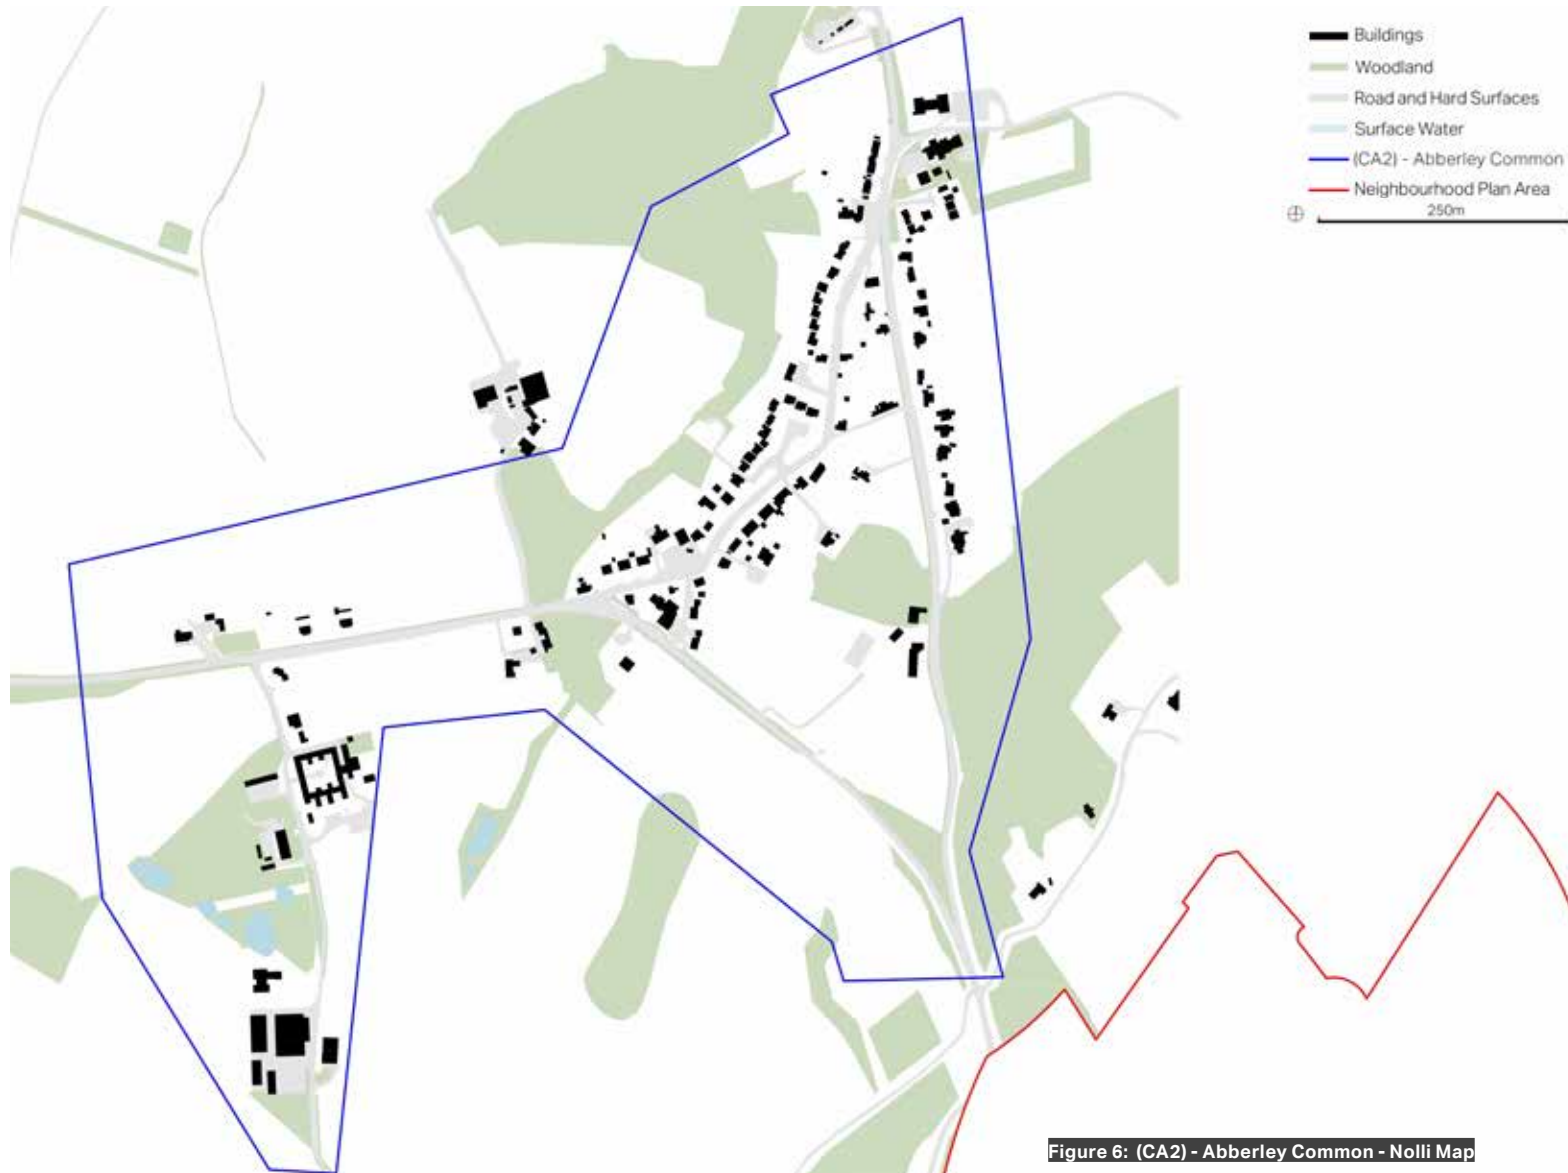 Buildings
Woodland
Road and Hard Surfaces
Surface Water
(CA2) - Abberley Common
Neighbourhood Plan Area
250m
Figure 6: (CA2) - Abberley Common - Nolli Map